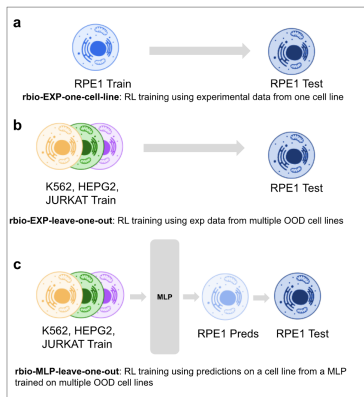 a
RPE1 Train
RPE1 Test
rbio-EXP-one-cell-line: RL training using experimental data from one cell line
b
K562, HEPG2,
JURKAT Train
RPE1 Test
rbio-EXP-leave-one-out: RL training using exp data from multiple OOD cell lines
c
MLP
K562, HEPG2,
JURKAT Train
RPE1 Preds
RPE1 Test
rbio-MLP-leave-one-out: RL training using predictions on a cell line from a MLP
trained on multiple OOD cell lines